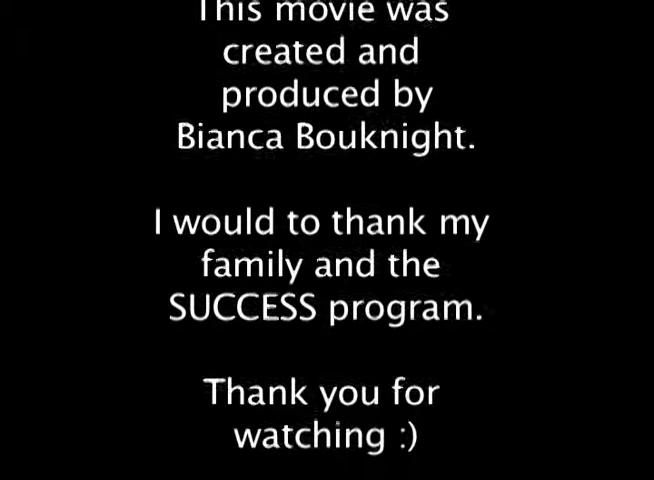 This movie was
created and
produced by
Bianca Bouknight.
I would to thank my
family and the
SUCCESS program.
Thank you for
watching :)